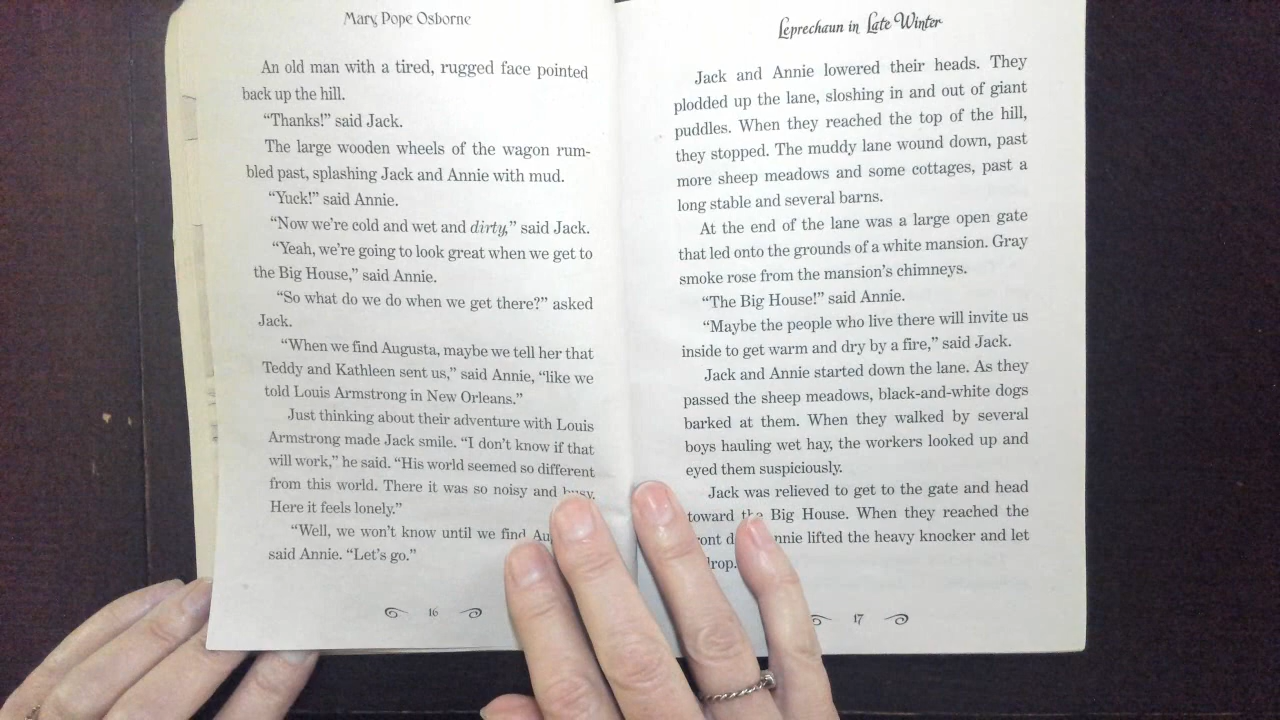 Mary Pope Osborne
An old man with a tired, rugged face pointed
back up the hill.
“Thanks!” said Jack.
The large wooden wheels of the wagon rum-
bled past, splashing Jack and Annie with mud.
“Yuck!” said Annie.
“Now we’re cold and wet and dirty,” said Jack.
“Yeah, we’re going to look great when we get to
the Big House,” said Annie.
“So what do we do when we get there?” asked
Jack.
“When we find Augusta, maybe we tell her that
Teddy and Kathleen sent us,” said Annie, “like we
told Louis Armstrong in New Orleans.”
Just thinking about their adventure with Louis
Armstrong made Jack smile. “I don’t know if that
will work,” he said. “His world seemed so different
from this world. There it was so noisy and busy.
Here it feels lonely.”
“Well, we won’t know until we find
said Annie. “Let’s go.”
16
Leprechaun in Late Winter
Jack and Annie lowered their heads. They
plodded up the lane, sloshing in and out of giant
puddles. When they reached the top of the hill,
they stopped. The muddy lane wound down, past
more sheep meadows and some cottages, past a
long stable and several barns.
At the end of the lane was a large open gate
that led onto the grounds of a white mansion. Gray
smoke rose from the mansion’s chimneys.
“The Big House!” said Annie.
“Maybe the people who live there will invite us
inside to get warm and dry by a fire,” said Jack.
Jack and Annie started down the lane. As they
passed the sheep meadows, black-and-white dogs
barked at them. When they walked by several
boys hauling wet hay, the workers looked up and
eyed them suspiciously.
Jack was relieved to get to the gate and head
toward the Big House. When they reached the
lifted the heavy knocker and let
17